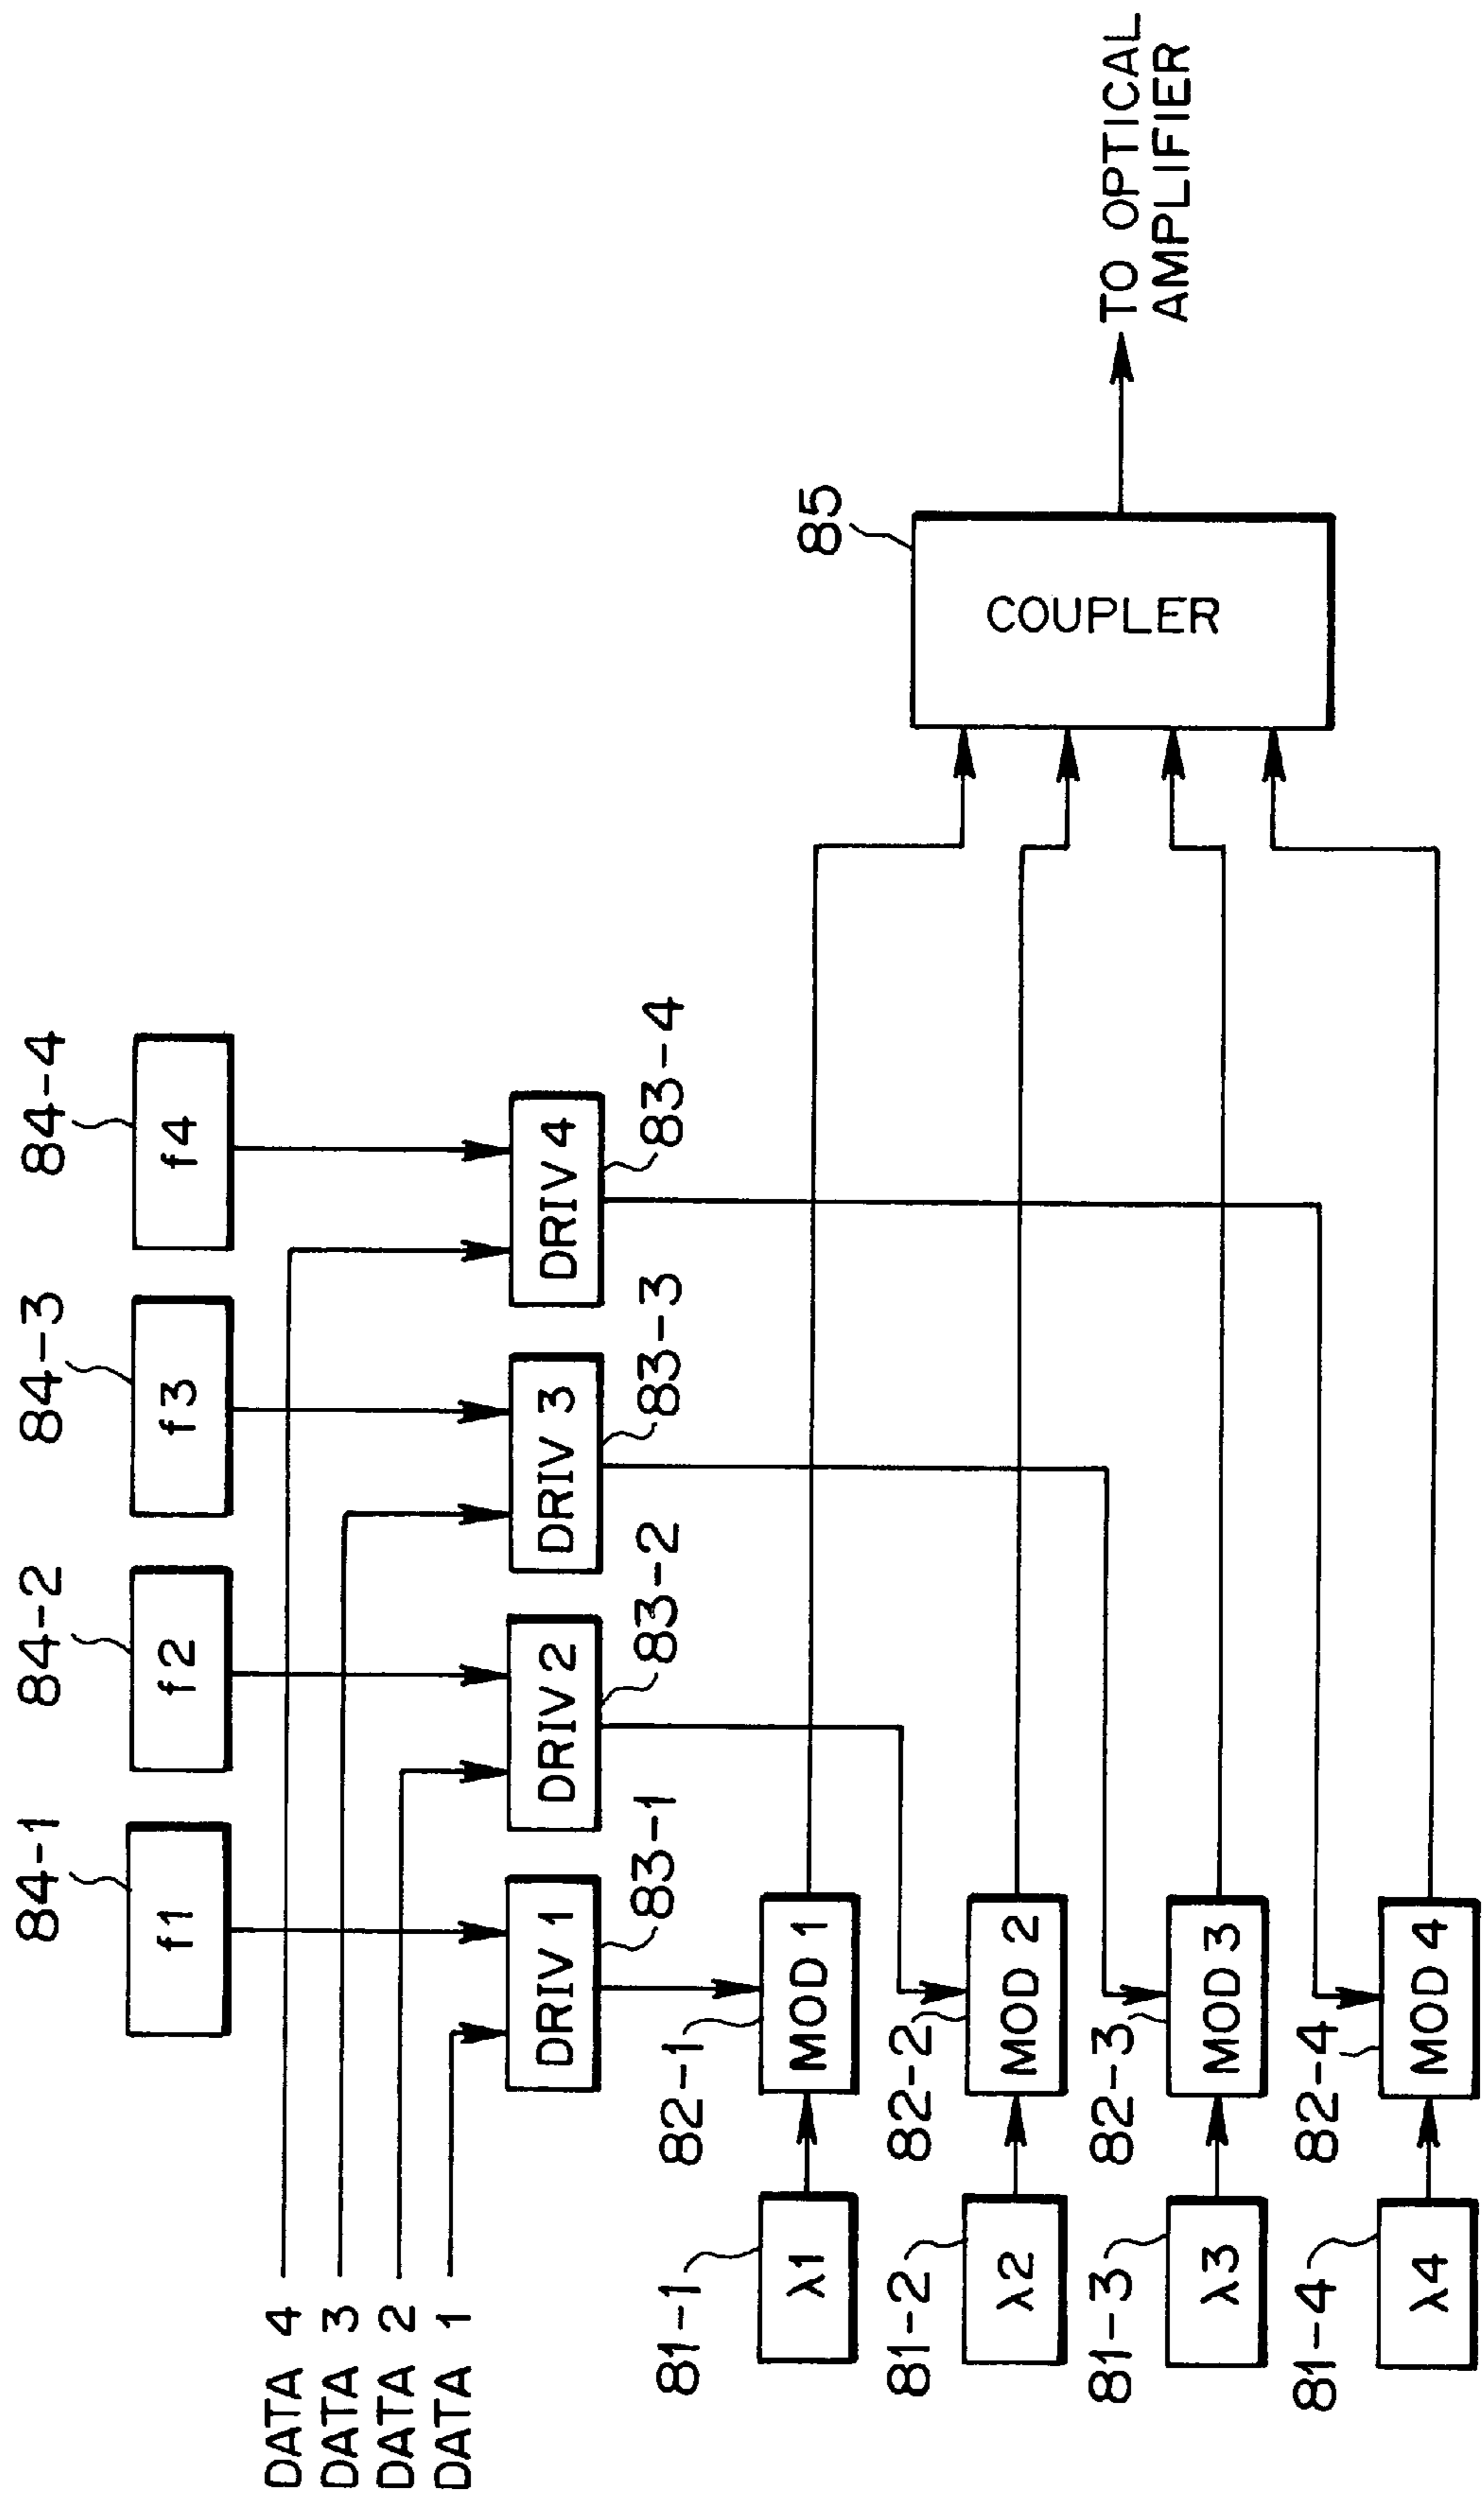 84-1
84-2
84-3
84-4
f1
f2
f3
f4
DATA 4
DATA 3
DATA 2
DATA 1
DRIV 1
DRIV 2
DRIV 3
DRIV 4
83-1
83-2
83-3
83-4
81-1
82-1
λ1
MOD 1
85
COUPLER
TO OPTICAL
AMPLIFIER
81-2
82-2
λ2
MOD 2
81-3
82-3
λ3
MOD 3
81-4
82-4
λ4
MOD 4